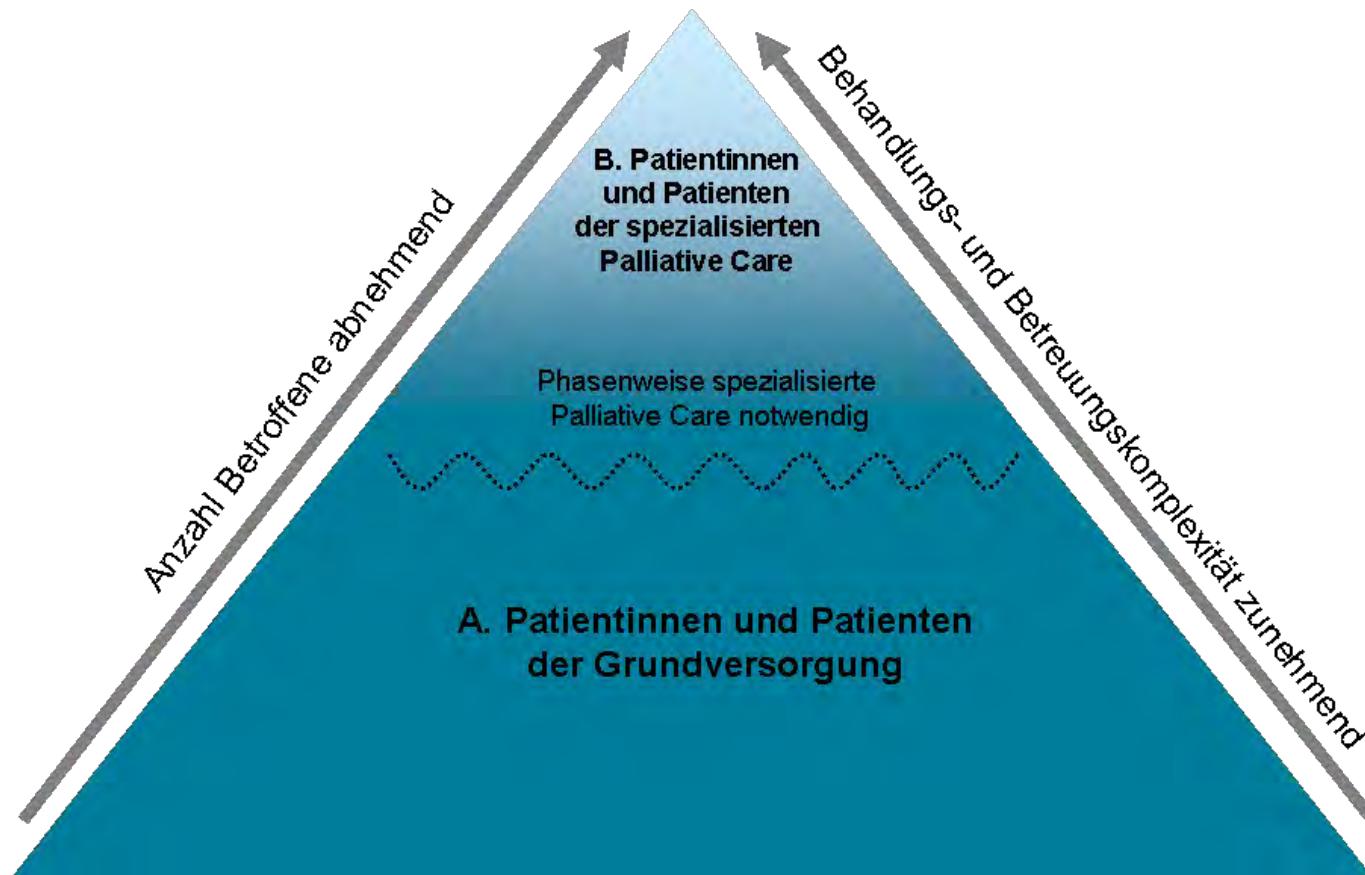 Anzahl Betroffene abnehmend
Behandlungs- und Betreuungskomplexität zunehmend
B. Patientinnen
und Patienten
der spezialisierten
Palliative Care
Phasenweise spezialisierte
Palliative Care notwendig
A. Patientinnen und Patienten
der Grundversorgung